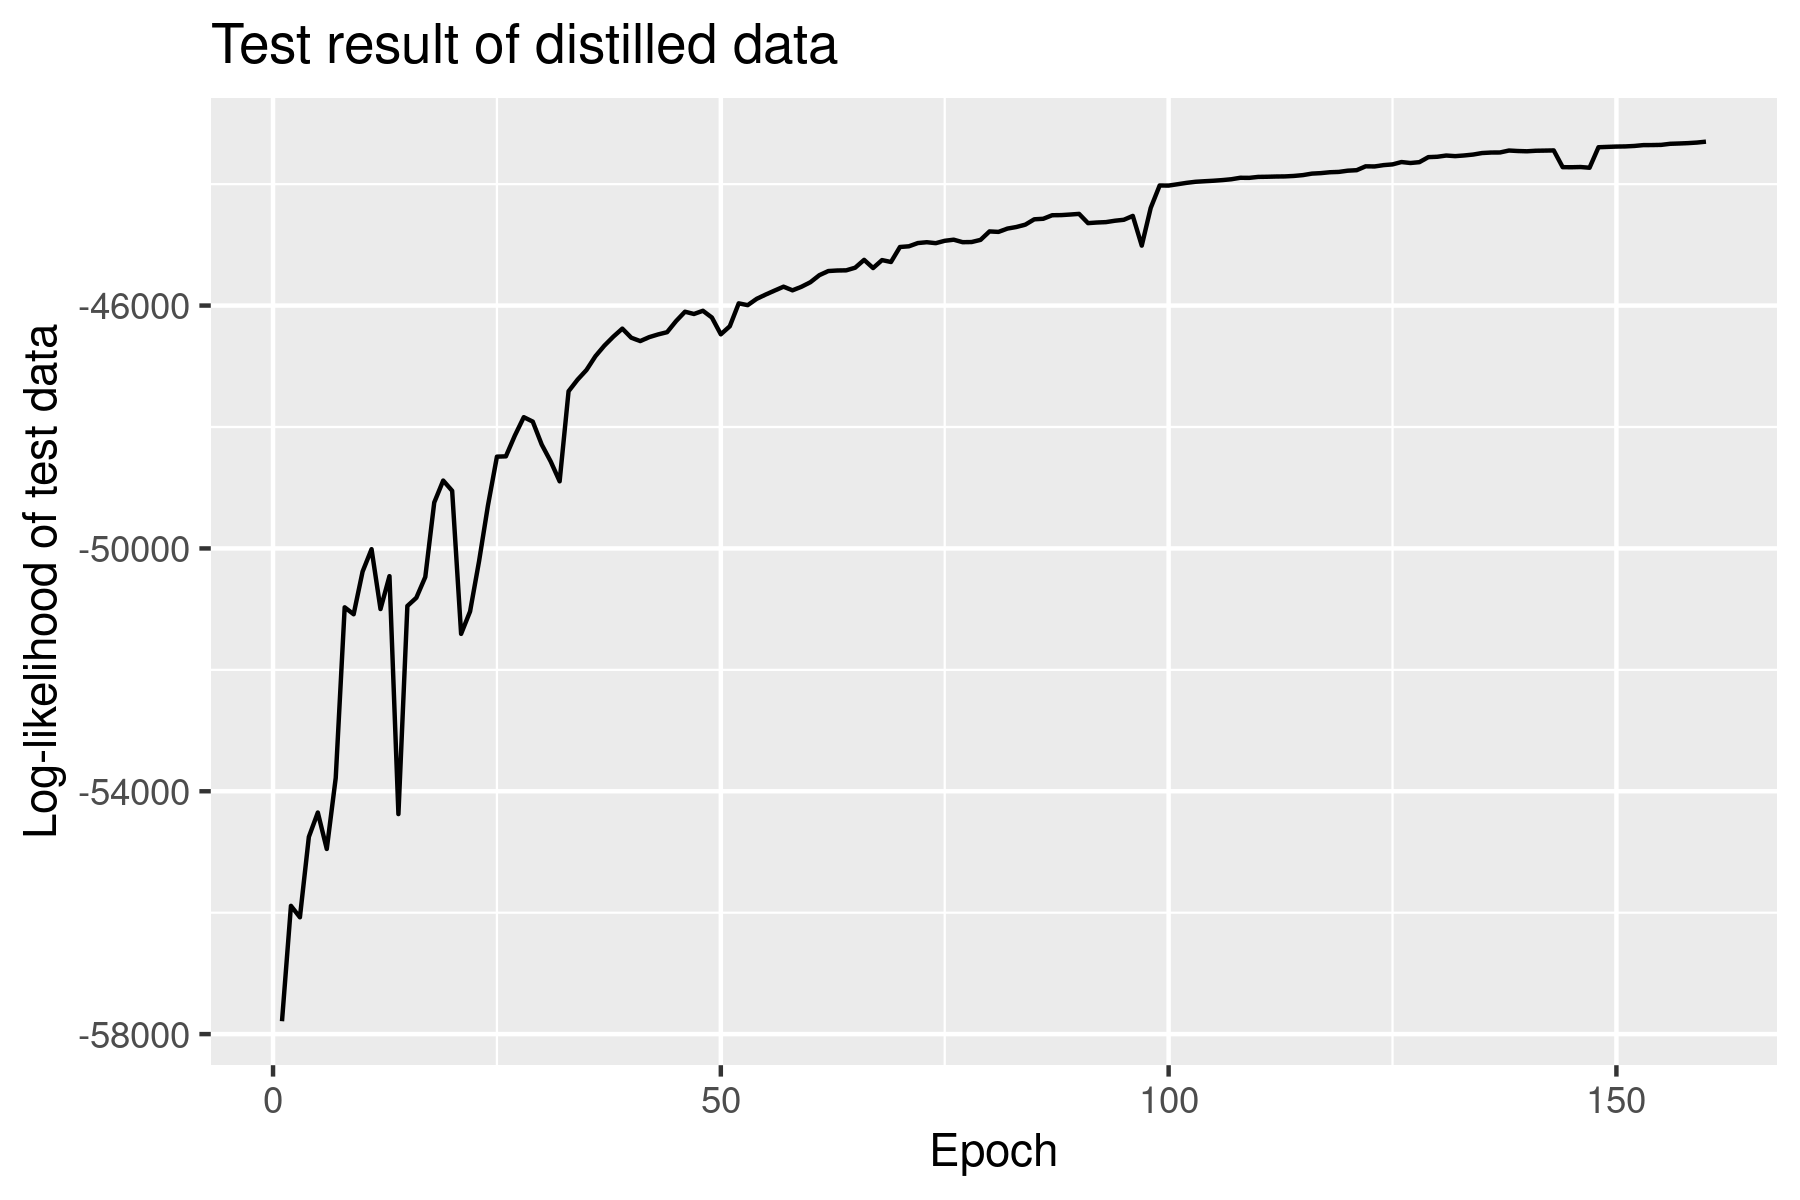 Test result of distilled data
Log-likelihood of test data
-46000
-50000
-54000
-58000
0
50
100
150
Epoch